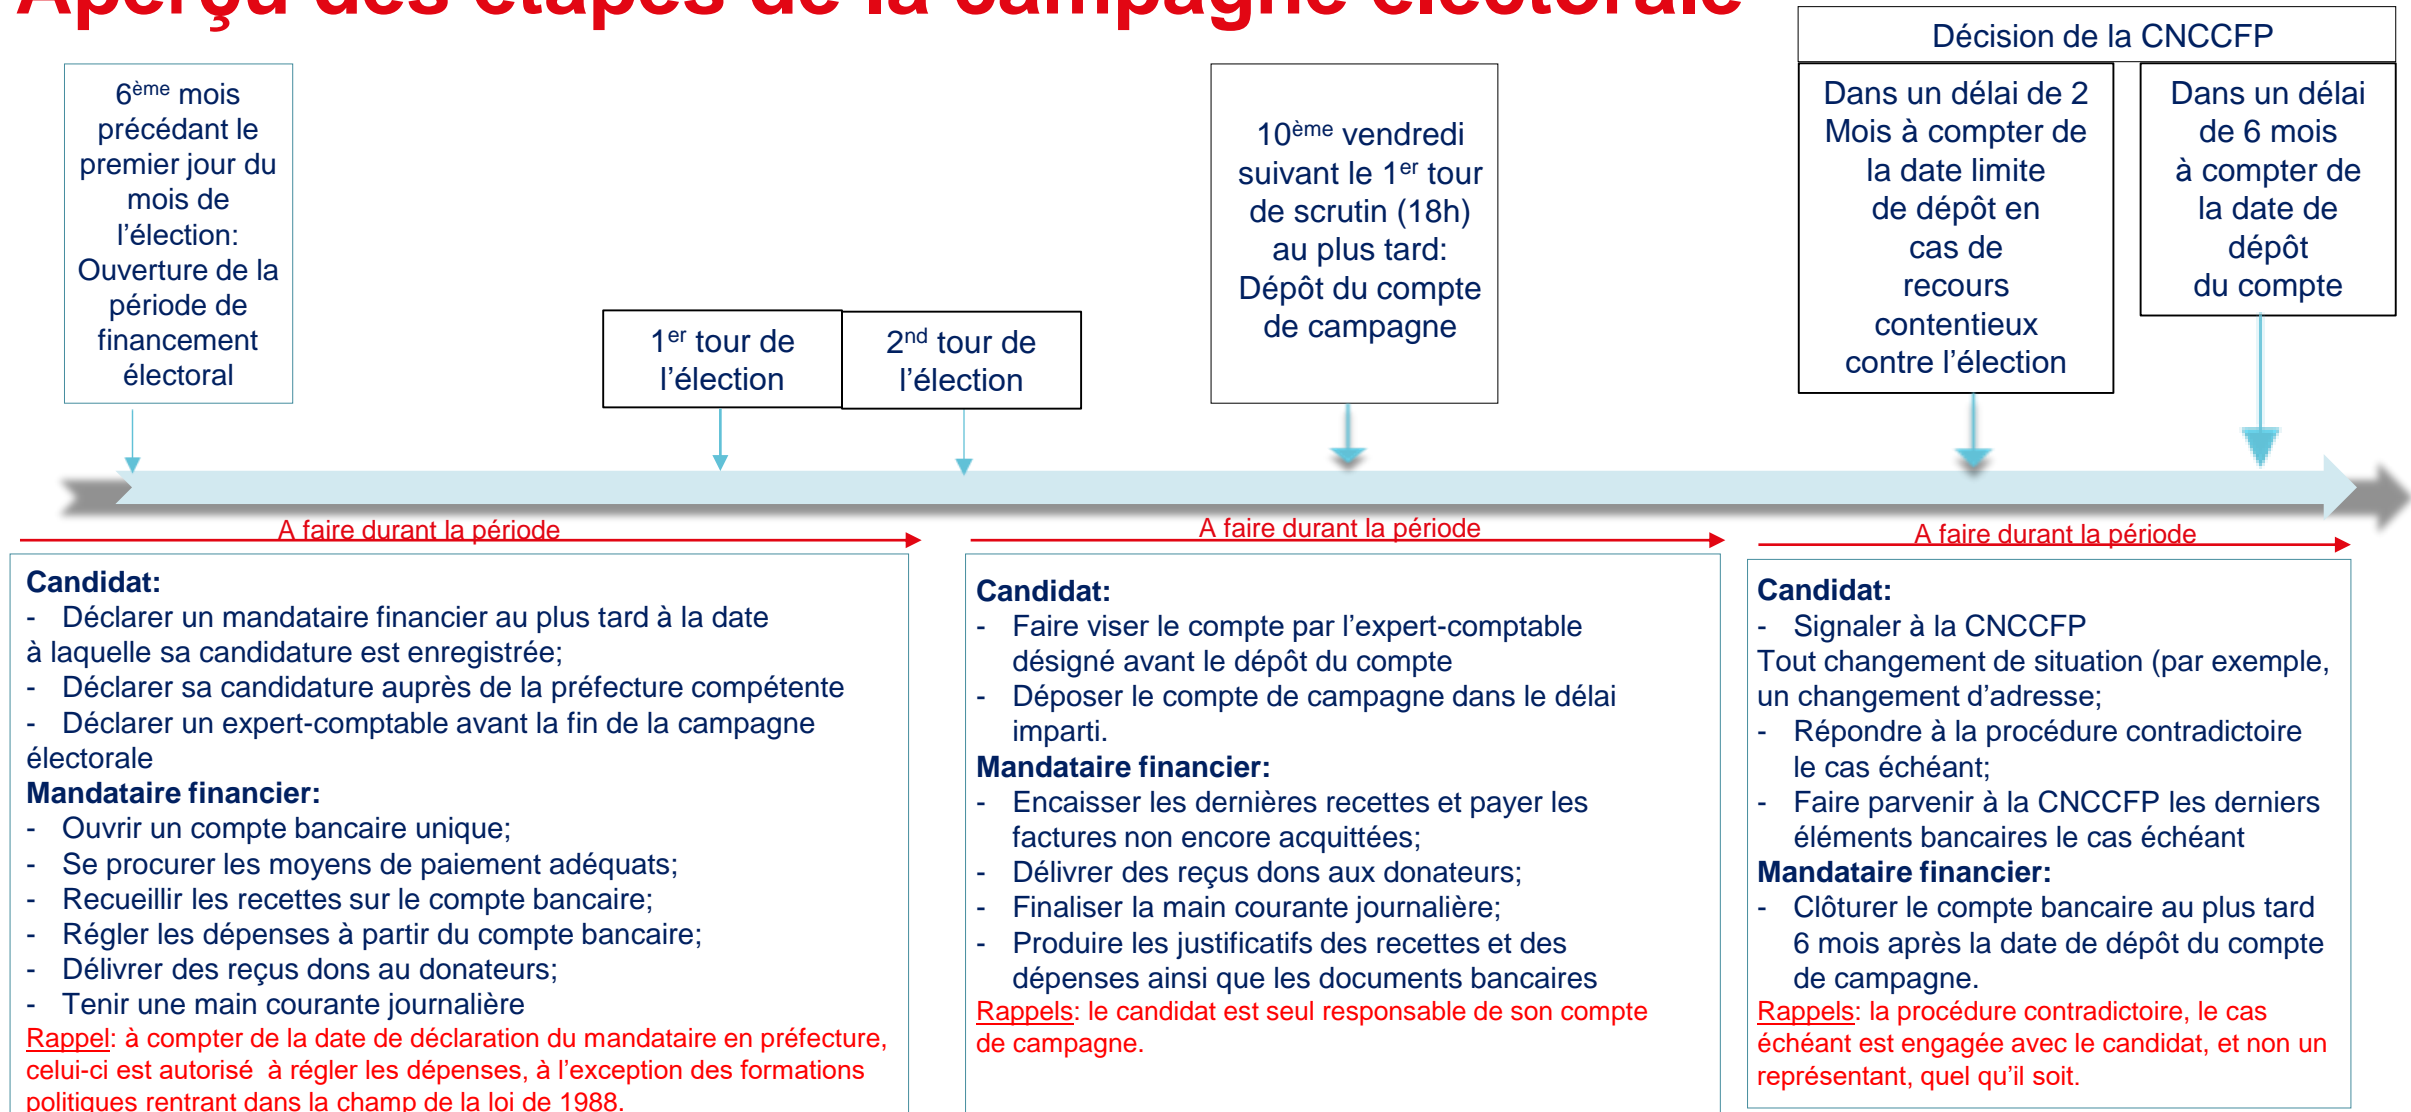 Aperçu des étapes de la campagne électorale
6ème mois
précédant le
premier jour du
mois de
l’élection:
Ouverture de la
période de
financement
électoral
1er tour de
l’élection
2nd tour de
l’élection
10ème vendredi
suivant le 1er tour
de scrutin (18h)
au plus tard:
Dépôt du compte
de campagne
Décision de la CNCCFP
Dans un délai de 2
Mois à compter de
la date limite
de dépôt en
cas de
recours
contentieux
contre l’élection
Dans un délai
de 6 mois
à compter de
la date de
dépôt
du compte
A faire durant la période
Candidat:
- Déclarer un mandataire financier au plus tard à la date
à laquelle sa candidature est enregistrée;
- Déclarer sa candidature auprès de la préfecture compétente
- Déclarer un expert-comptable avant la fin de la campagne
électorale
Mandataire financier:
- Ouvrir un compte bancaire unique;
- Se procurer les moyens de paiement adéquats;
- Recueillir les recettes sur le compte bancaire;
- Régler les dépenses à partir du compte bancaire;
- Délivrer des reçus dons au donateurs;
- Tenir une main courante journalière
Rappel: à compter de la date de déclaration du mandataire en préfecture,
celui-ci est autorisé à régler les dépenses, à l’exception des formations
politiques rentrant dans la champ de la loi de 1988.
A faire durant la période
Candidat:
- Faire viser le compte par l’expert-comptable
désigné avant le dépôt du compte
- Déposer le compte de campagne dans le délai
imparti.
Mandataire financier:
- Encaisser les dernières recettes et payer les
factures non encore acquittées;
- Délivrer des reçus dons aux donateurs;
- Finaliser la main courante journalière;
- Produire les justificatifs des recettes et des
dépenses ainsi que les documents bancaires
Rappels: le candidat est seul responsable de son compte
de campagne.
A faire durant la période
Candidat:
- Signaler à la CNCCFP
Tout changement de situation (par exemple,
un changement d’adresse;
- Répondre à la procédure contradictoire
le cas échéant;
- Faire parvenir à la CNCCFP les derniers
éléments bancaires le cas échéant
Mandataire financier:
- Clôturer le compte bancaire au plus tard
6 mois après la date de dépôt du compte
de campagne.
Rappels: la procédure contradictoire, le cas
échéant est engagée avec le candidat, et non un
représentant, quel qu’il soit.